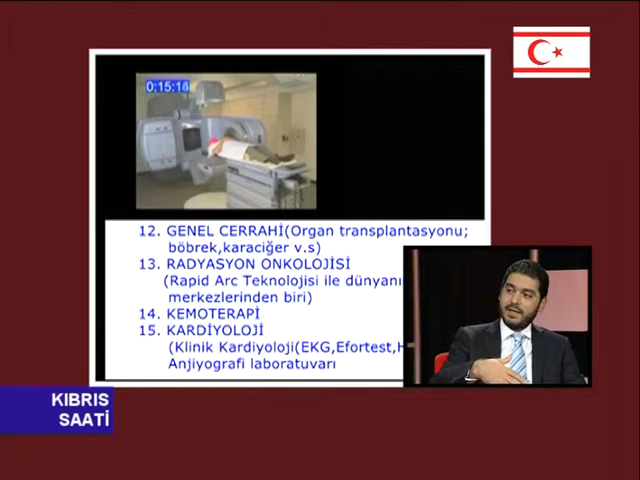 0:15:14
12. GENEL CERRAHİ(Organ transplantasyonu;
böbrek,karaciğer v.s)
13. RADYASYON ONKOLOJİSİ
(Rapid Arc Teknolojisi ile dünyanı
merkezlerinden biri)
14. KEMOTERAPİ
15. KARDİYOLOJİ
(Klinik Kardiyoloji(EKG,Efortest,H
Anjiyografi laboratuvarı
KIBRIS
SAATİ